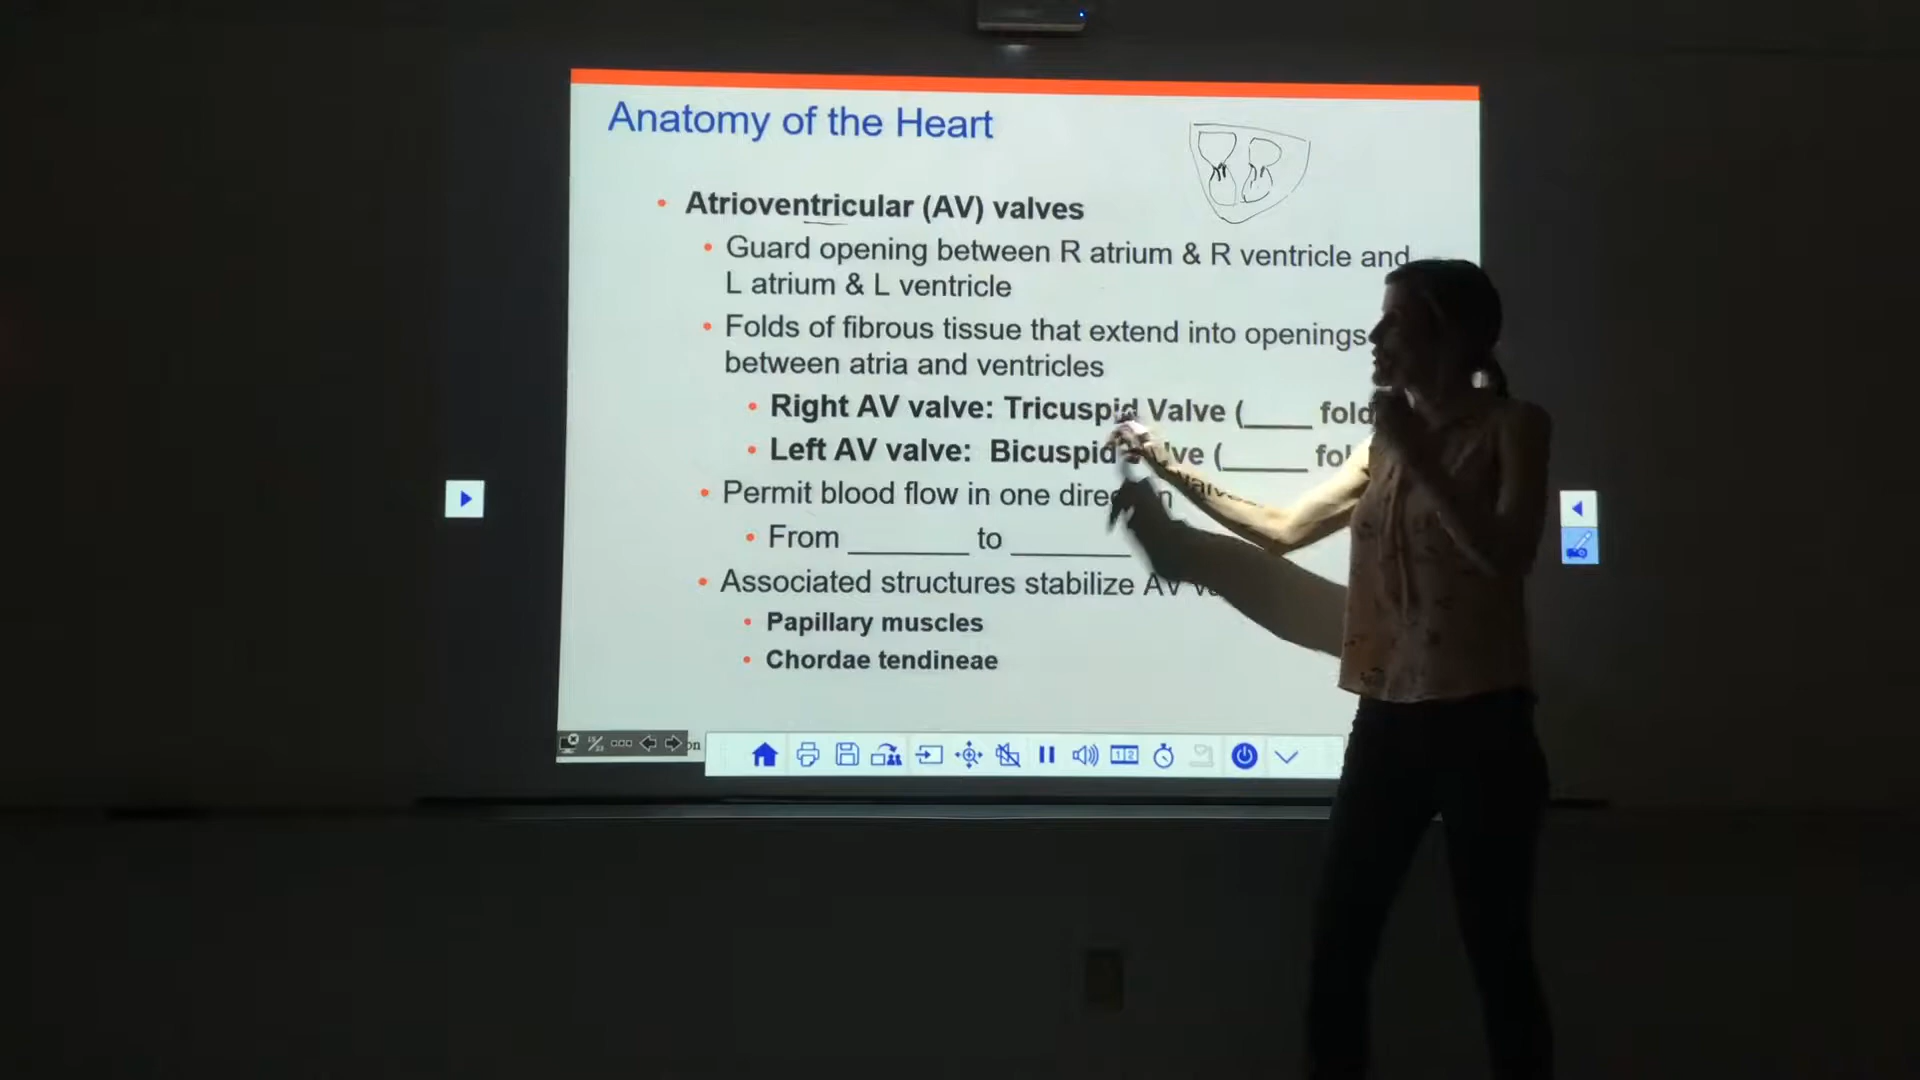 Anatomy of the Heart
• Atrioventricular (AV) valves
• Guard opening between R atrium & R ventricle and
L atrium & L ventricle
• Folds of fibrous tissue that extend into openings
between atria and ventricles
• Right AV valve: Tricuspid Valve (____ fold
• Left AV valve: Bicuspid (_____
• Permit blood flow in one
• From ________ to ________
• Associated structures stabilize AV
• Papillary muscles
• Chordae tendineae